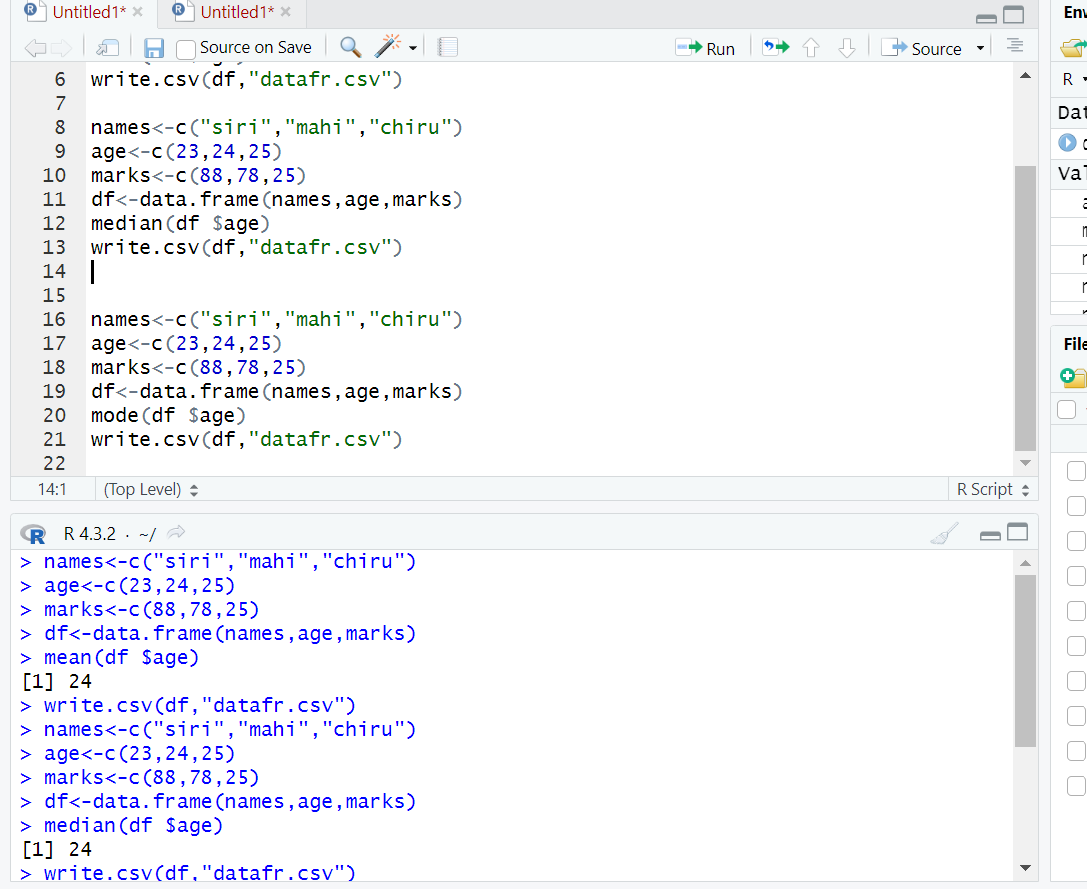 Untitled1* Untitled1*
Source on Save Run Source
6 write.csv(df,"datafr.csv")
7
8 names<-c("siri","mahi","chiru")
9 age<-c(23,24,25)
10 marks<-c(88,78,25)
11 df<-data.frame(names,age,marks)
12 median(df $age)
13 write.csv(df,"datafr.csv")
14
15
16 names<-c("siri","mahi","chiru")
17 age<-c(23,24,25)
18 marks<-c(88,78,25)
19 df<-data.frame(names,age,marks)
20 mode(df $age)
21 write.csv(df,"datafr.csv")
22
14:1 (Top Level) R Script
R R 4.3.2 · ~/
> names<-c("siri","mahi","chiru")
> age<-c(23,24,25)
> marks<-c(88,78,25)
> df<-data.frame(names,age,marks)
> mean(df $age)
[1] 24
> write.csv(df,"datafr.csv")
> names<-c("siri","mahi","chiru")
> age<-c(23,24,25)
> marks<-c(88,78,25)
> df<-data.frame(names,age,marks)
> median(df $age)
[1] 24
> write.csv(df,"datafr.csv")
R